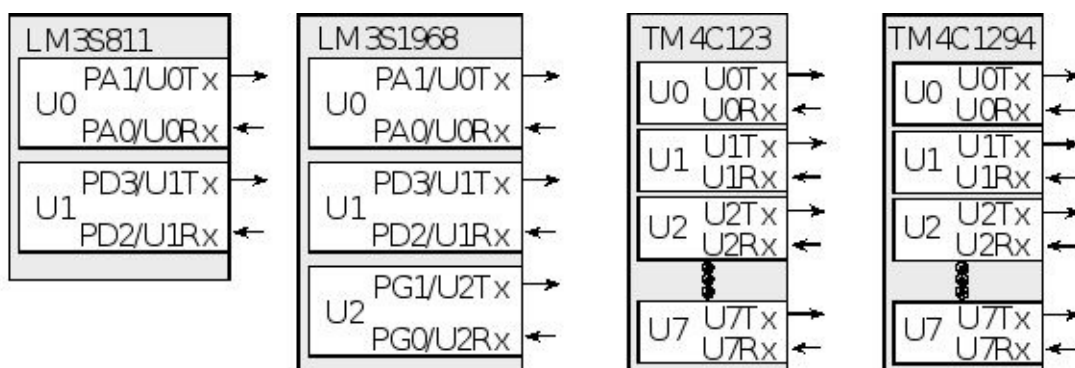 LM3S811
U0
PA1/U0Tx
PA0/U0Rx
U1
PD3/U1Tx
PD2/U1Rx
LM3S1968
U0
PA1/U0Tx
PA0/U0Rx
U1
PD3/U1Tx
PD2/U1Rx
U2
PG1/U2Tx
PG0/U2Rx
TM4C123
U0
U0Tx
U0Rx
U1
U1Tx
U1Rx
U2
U2Tx
U2Rx
U7
U7Tx
U7Rx
TM4C1294
U0
U0Tx
U0Rx
U1
U1Tx
U1Rx
U2
U2Tx
U2Rx
U7
U7Tx
U7Rx